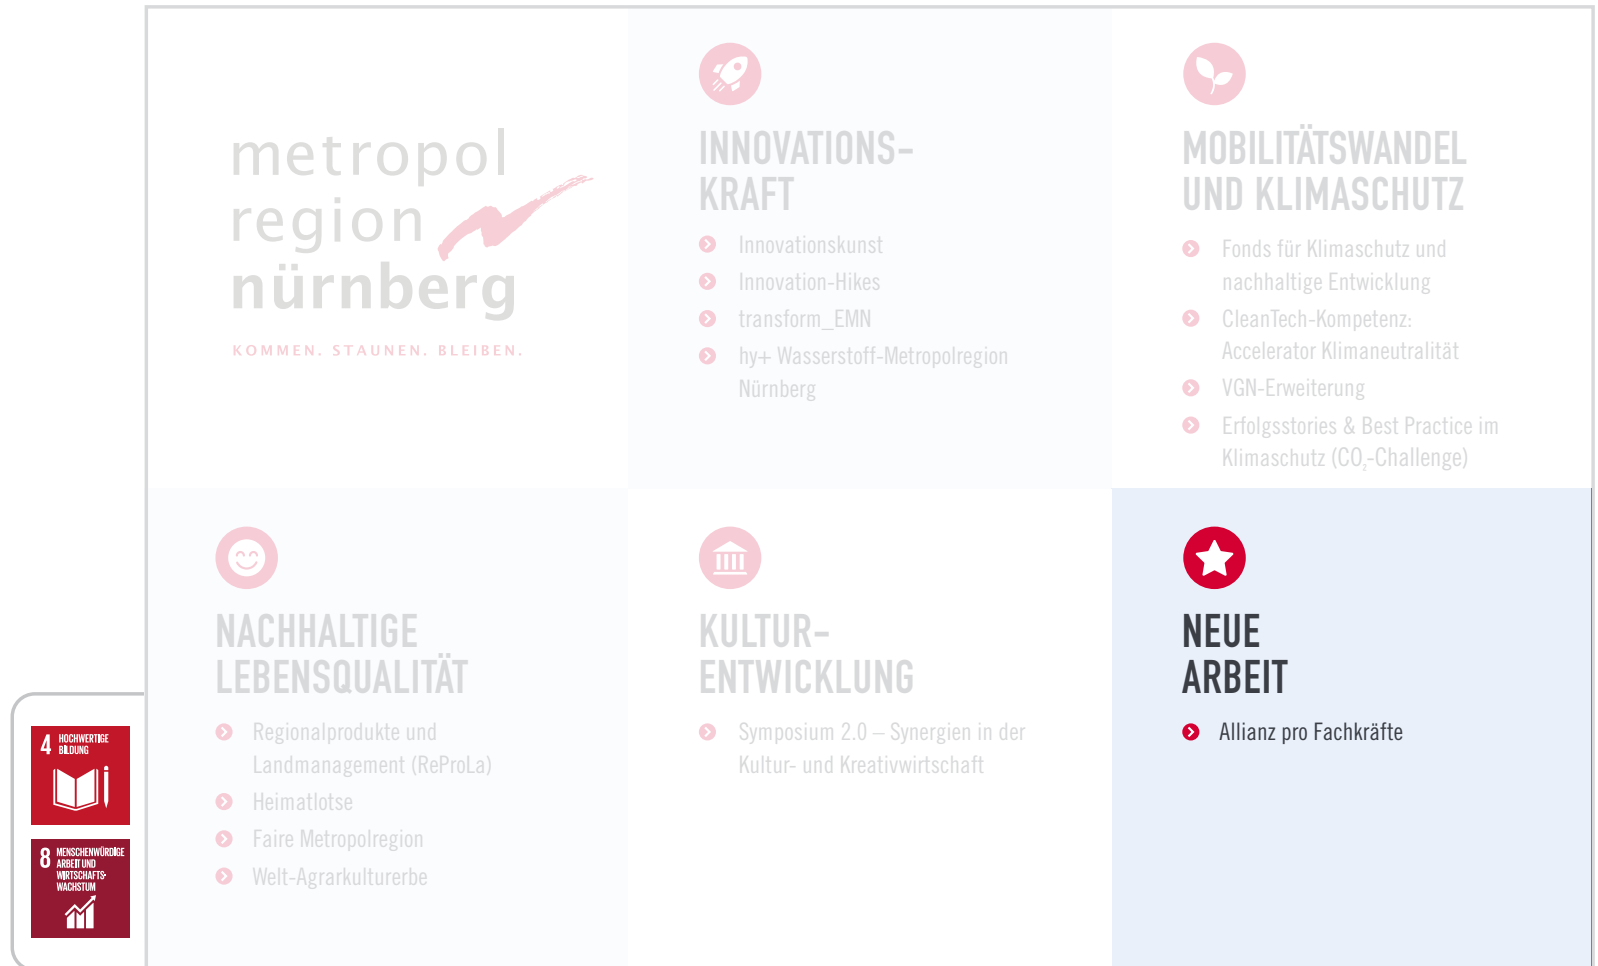 metropol
region
nürnberg
KOMMEN. STAUNEN. BLEIBEN.
INNOVATIONS-
KRAFT
Innovationskunst
Innovation-Hikes
transform_EMN
hy+ Wasserstoff-Metropolregion
Nürnberg
MOBILITÄTSWANDEL
UND KLIMASCHUTZ
Fonds für Klimaschutz und
nachhaltige Entwicklung
CleanTech-Kompetenz:
Accelerator Klimaneutralität
VGN-Erweiterung
Erfolgsstories & Best Practice im
Klimaschutz (CO₂-Challenge)
NACHHALTIGE
LEBENSQUALITÄT
Regionalprodukte und
Landmanagement (ReProLa)
Heimatlotse
Faire Metropolregion
Welt-Agrarkulturerbe
KULTUR-
ENTWICKLUNG
Symposium 2.0 – Synergien in der
Kultur- und Kreativwirtschaft
NEUE
ARBEIT
Allianz pro Fachkräfte
4 HOCHWERTIGE
BILDUNG
8 MENSCHENWÜRDIGE
ARBEIT UND
WIRTSCHAFTS-
WACHSTUM